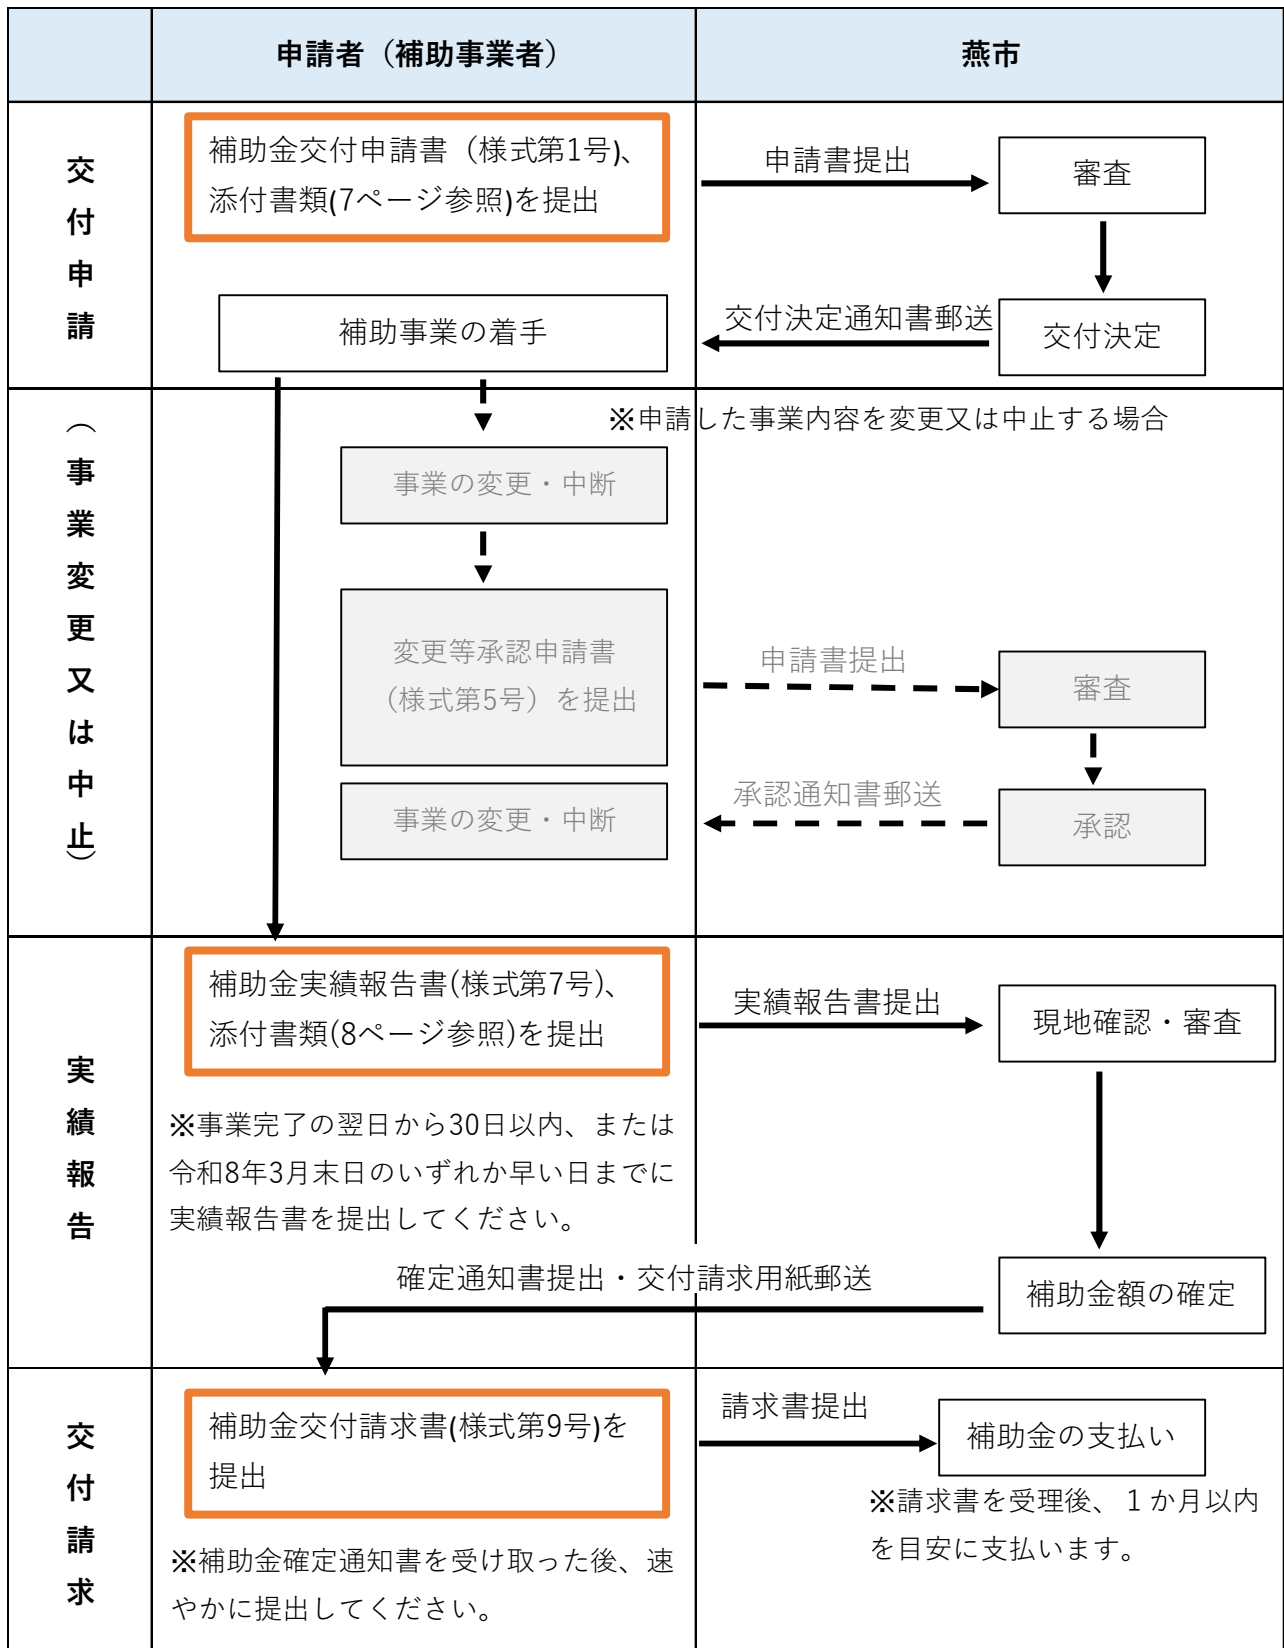 申請者（補助事業者）
燕市
交付申請
補助金交付申請書（様式第1号)、
添付書類(7ページ参照)を提出
申請書提出
審査
交付決定
交付決定通知書郵送
補助事業の着手
（事業変更又は中止）
※申請した事業内容を変更又は中止する場合
事業の変更・中断
変更等承認申請書
（様式第5号）を提出
申請書提出
審査
承認
承認通知書郵送
事業の変更・中断
実績報告
補助金実績報告書(様式第7号)、
添付書類(8ページ参照)を提出
実績報告書提出
現地確認・審査
※事業完了の翌日から30日以内、または
令和8年3月末日のいずれか早い日までに
実績報告書を提出してください。
補助金額の確定
確定通知書提出・交付請求用紙郵送
交付請求
補助金交付請求書(様式第9号)を
提出
請求書提出
補助金の支払い
※請求書を受理後、１か月以内
を目安に支払います。
※補助金確定通知書を受け取った後、速
やかに提出してください。